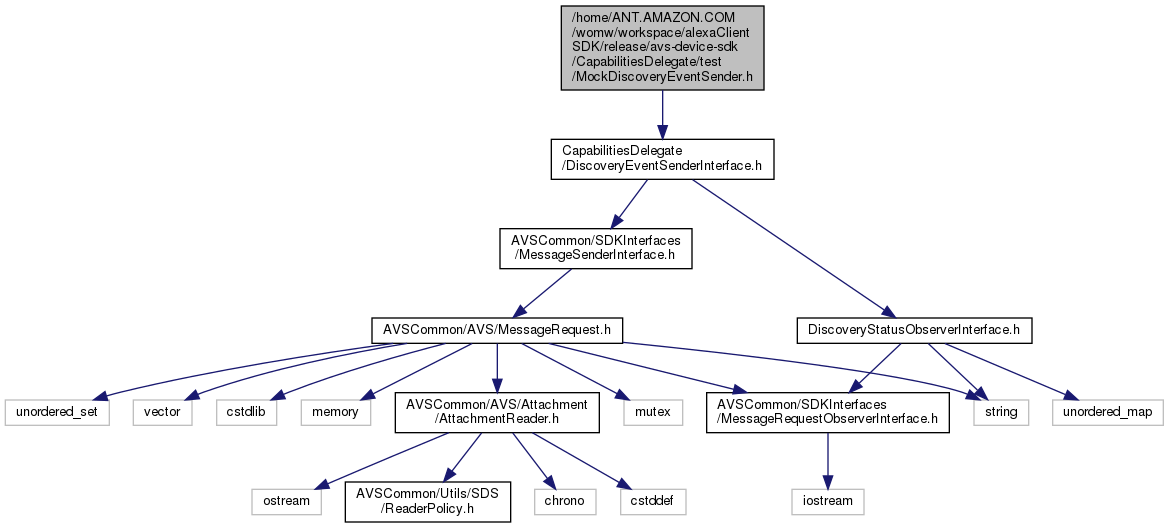 /home/ANT.AMAZON.COM
/womw/workspace/alexaClient
SDK/release/avs-device-sdk
/CapabilitiesDelegate/test
/MockDiscoveryEventSender.h
CapabilitiesDelegate
/DiscoveryEventSenderInterface.h
AVSCommon/SDKInterfaces
/MessageSenderInterface.h
AVSCommon/AVS/MessageRequest.h
DiscoveryStatusObserverInterface.h
unordered_set
vector
cstdlib
memory
AVSCommon/AVS/Attachment
/AttachmentReader.h
mutex
AVSCommon/SDKInterfaces
/MessageRequestObserverInterface.h
string
unordered_map
ostream
AVSCommon/Utils/SDS
/ReaderPolicy.h
chrono
cstddef
iostream